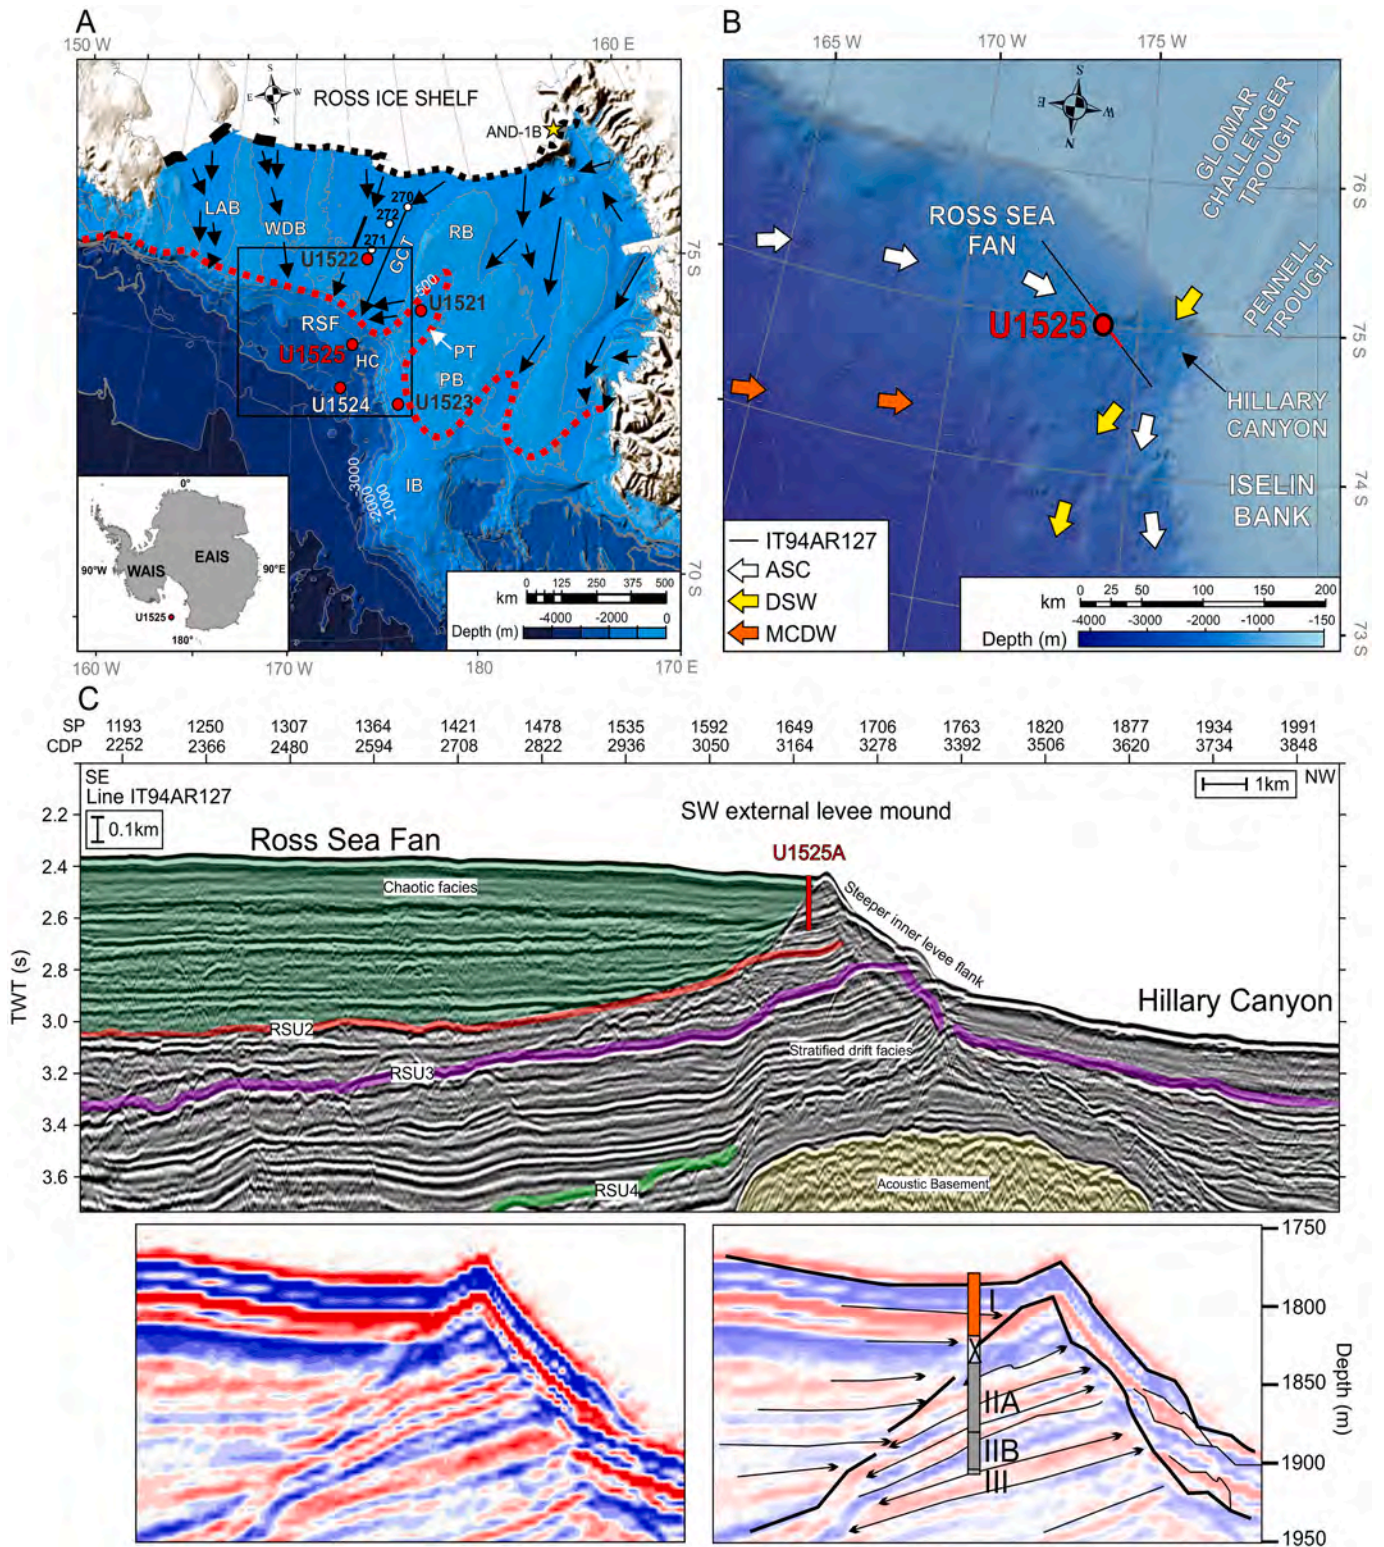 A
150 W
160 E
S
E
W
N
ROSS ICE SHELF
AND-1B
LAB
WDB
270
272
271
GCT
RB
75 S
U1522
-500
U1521
RSF
U1525
HC
PT
PB
U1524
U1523
-3000
-2000
-1000
IB
0°
90°W
WAIS
EAIS
90°E
U1525
180°
70 S
0 125 250 375 500
km
-4000 -2000 0
Depth (m)
160 W
170 W
180
170 E
B
165 W
170 W
175 W
S
E
W
N
GLOMAR
CHALLENGER
TROUGH
76 S
ROSS SEA
FAN
PENNELL
TROUGH
U1525
75 S
HILLARY
CANYON
ISELIN
BANK
74 S
IT94AR127
ASC
DSW
MCDW
0 25 50 100 150 200
km
-4000 -3000 -2000 -1000 -150
Depth (m)
73 S
C
SP 1193 1250 1307 1364 1421 1478 1535 1592 1649 1706 1763 1820 1877 1934 1991
CDP 2252 2366 2480 2594 2708 2822 2936 3050 3164 3278 3392 3506 3620 3734 3848
SE
Line IT94AR127
1km
NW
0.1km
SW external levee mound
Ross Sea Fan
U1525A
Chaotic facies
Steeper inner levee flank
Hillary Canyon
RSU2
Stratified drift facies
RSU3
RSU4
Acoustic Basement
2.2
2.4
2.6
2.8
3.0
3.2
3.4
3.6
TWT (s)
I
X
IIA
IIB
III
1750
1800
1850
1900
1950
Depth (m)